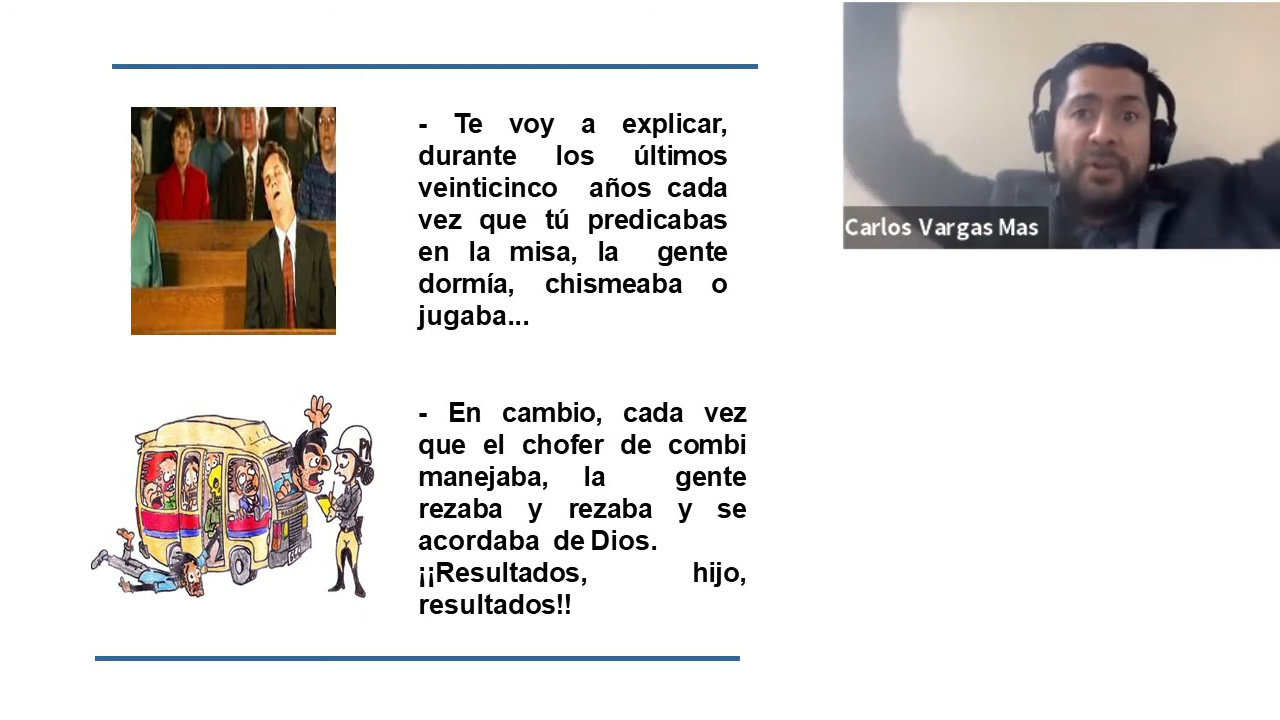 - Te voy a explicar,
durante los últimos
veinticinco años cada
vez que tú predicabas
en la misa, la gente
dormía, chismeaba o
jugaba...
- En cambio, cada vez
que el chofer de combi
manejaba, la gente
rezaba y rezaba y se
acordaba de Dios.
¡¡Resultados, hijo,
resultados!!
Carlos Vargas Mas